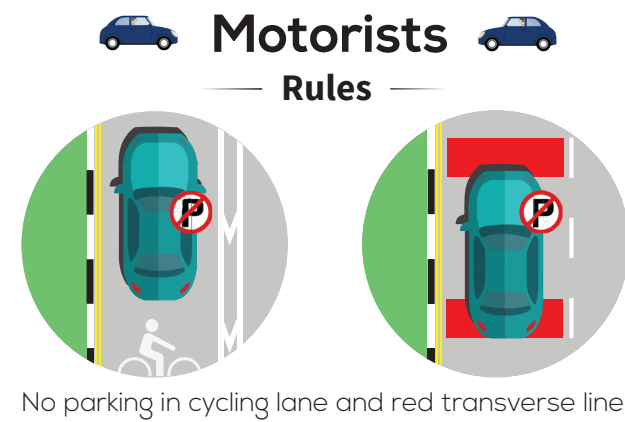 Motorists
Rules
P
P
No parking in cycling lane and red transverse line